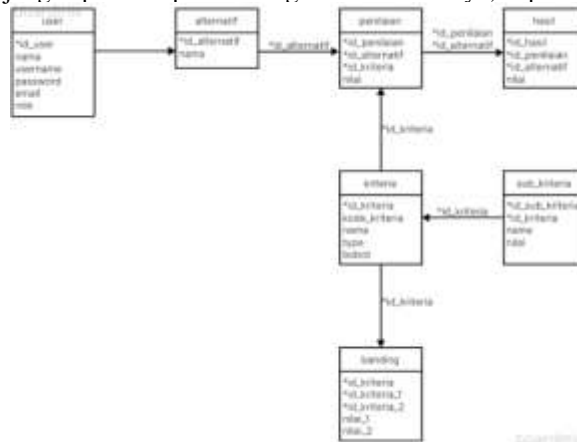 user
*id_user
nama
username
password
email
role
alternatif
*id_alternatif
nama
*id_alternatif
penilaian
*id_penilaian
*id_alternatif
*id_kriteria
nilai
*id_penilaian
*id_alternatif
hasil
*id_hasil
*id_penilaian
*id_alternatif
nilai
*id_kriteria
kriteria
*id_kriteria
kode_kriteria
nama
type
bobot
*id_kriteria
sub_kriteria
*id_sub_kriteria
*id_kriteria
name
nilai
*id_kriteria
banding
*id_kriteria
*id_kriteria_1
*id_kriteria_2
nilai_1
nilai_2